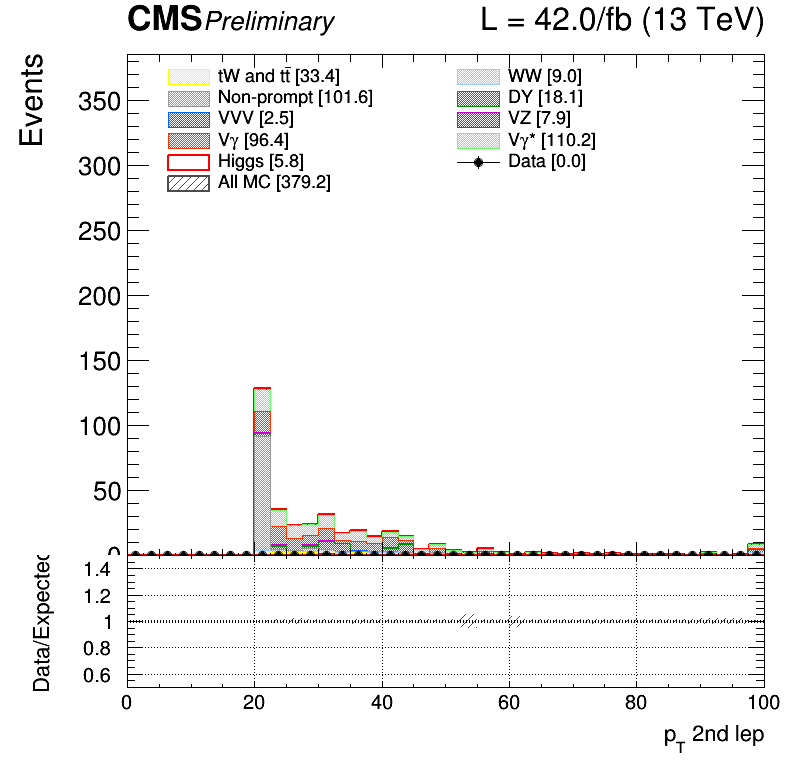 CMS Preliminary L = 42.0/fb (13 TeV)
Events
350
300
250
200
150
100
50
0
tW and tt̄ [33.4]
Non-prompt [101.6]
VVV [2.5]
Vγ [96.4]
Higgs [5.8]
All MC [379.2]
WW [9.0]
DY [18.1]
VZ [7.9]
Vγ* [110.2]
Data [0.0]
Data/Expected
1.4
1.2
1
0.8
0.6
0 20 40 60 80 100
p_T 2nd lep